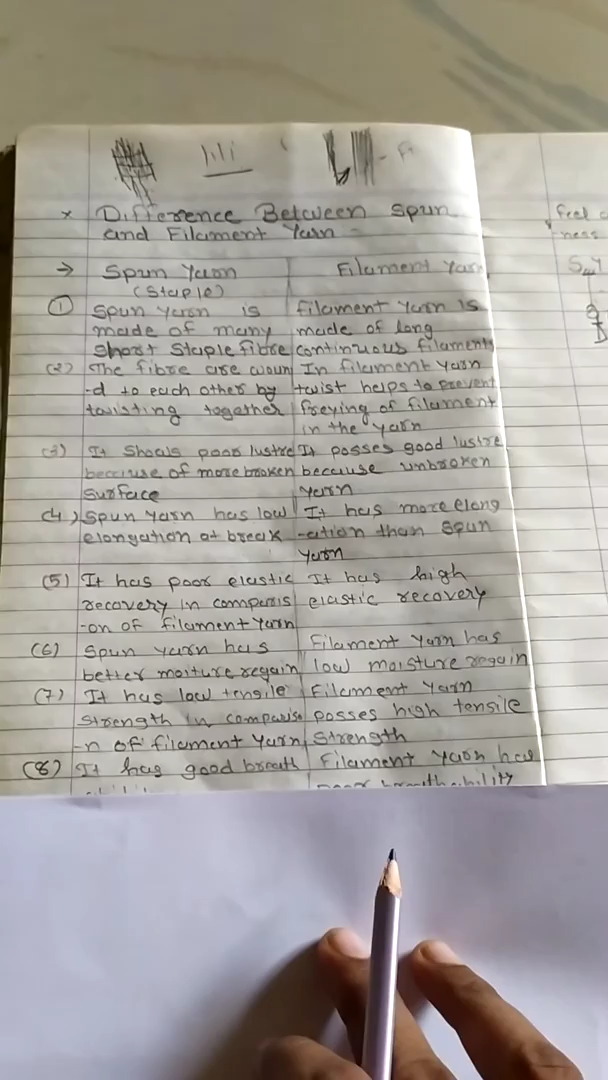 x Difference Between Spun
and Filament Yarn -
→ Spun Yarn
(Staple)
Filament Yarn
(1) Spun yarn is
made of many
short staple fibre
filament yarn is
made of long
continuous filaments
(2) The fibre are woun
-d to each other by
twisting together
In filament yarn
twist helps to prevent
freying of filament
in the yarn
(3) It shows poor lustre
because of more broken
surface
It posses good lustre
because unbroken
yarn
(4) Spun yarn has low
elongation at break
It has more elong
-ation than spun
yarn
(5) It has poor elastic
recovery in comparis
-on of filament yarn
It has high
elastic recovery
(6) Spun yarn has
better moiture regain
Filament yarn has
low moisture regain
(7) It has low tensile
strength in compariso
-n of filament yarn
Filament yarn
posses high tensile
strength
(8) It has good breath
Filament yarn has
poor breathability
feel
-ness